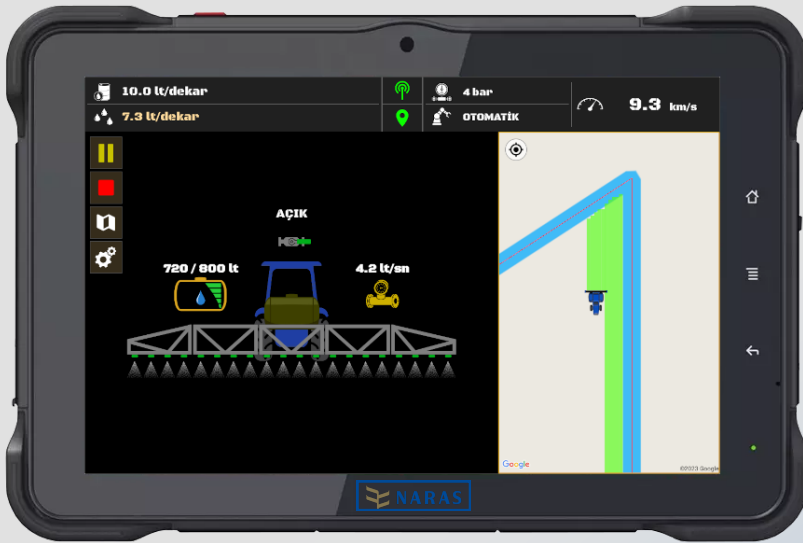 10.0 lt/dekar
7.3 lt/dekar
4 bar
OTOMATİK
9.3 km/s
AÇIK
720 / 800 lt
4.2 lt/sn
Google
©2023 Google
NARAS